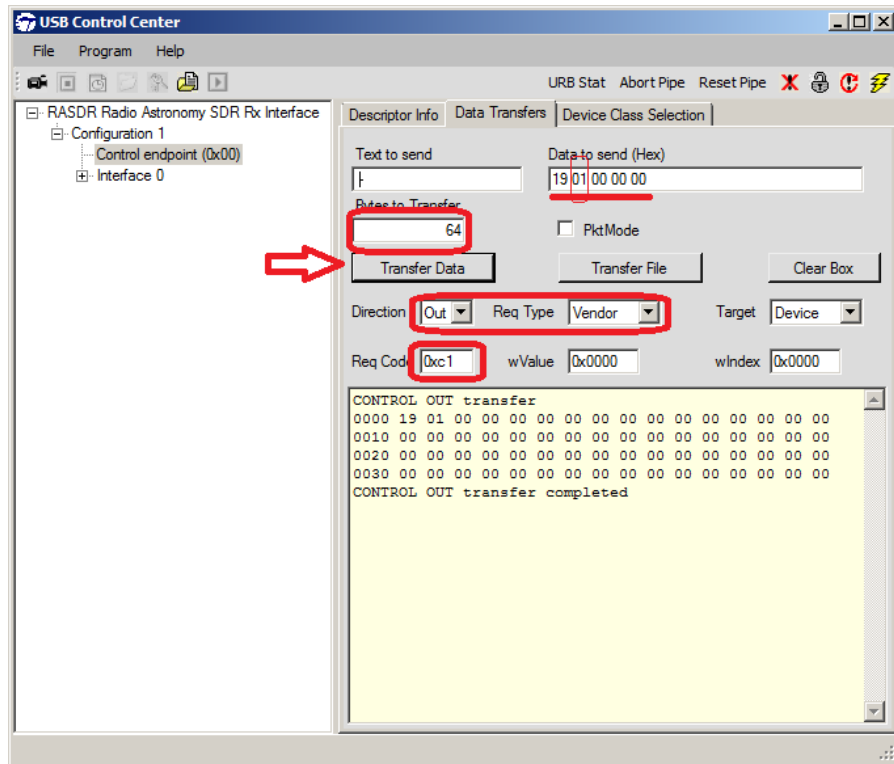 USB Control Center
File Program Help
URB Stat Abort Pipe Reset Pipe
RASDR Radio Astronomy SDR Rx Interface
Configuration 1
Control endpoint (0x00)
Interface 0
Descriptor Info Data Transfers Device Class Selection
Text to send Data to send (Hex)
19 01 00 00 00
Bytes to Transfer
64 PktMode
Transfer Data Transfer File Clear Box
Direction Out Req Type Vendor Target Device
Req Code 0xc1 wValue 0x0000 wIndex 0x0000
CONTROL OUT transfer
0000 19 01 00 00 00 00 00 00 00 00 00 00 00 00 00 00
0010 00 00 00 00 00 00 00 00 00 00 00 00 00 00 00 00
0020 00 00 00 00 00 00 00 00 00 00 00 00 00 00 00 00
0030 00 00 00 00 00 00 00 00 00 00 00 00 00 00 00 00
CONTROL OUT transfer completed